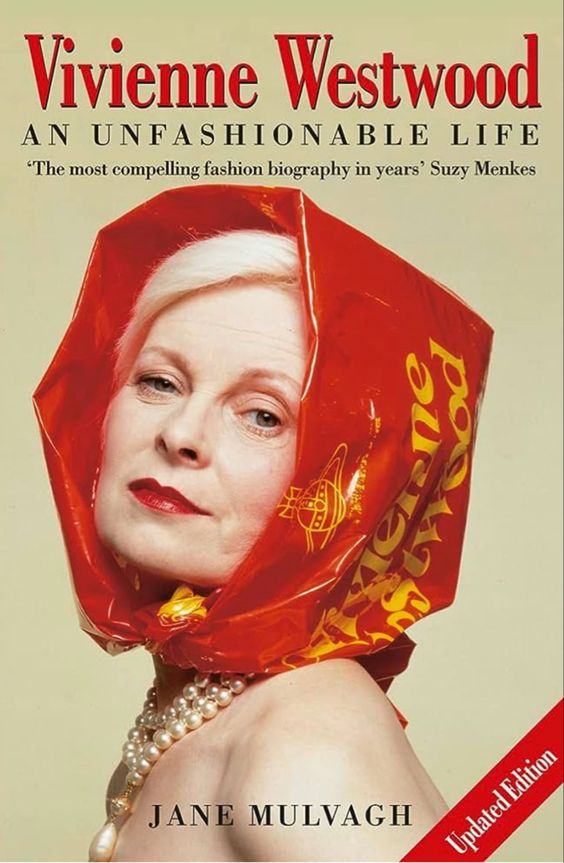 Vivienne Westwood
AN UNFASHIONABLE LIFE
‘The most compelling fashion biography in years’ Suzy Menkes
Vivienne
Westwood
JANE MULVAGH
Updated Edition